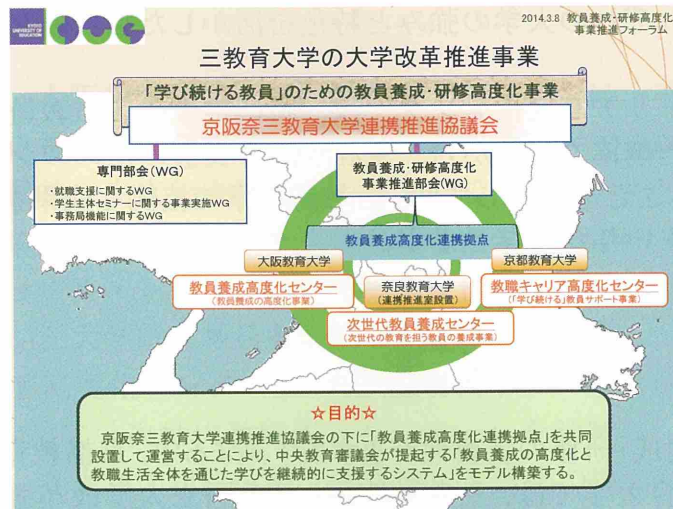 KYOTO
UNIVERSITY
OF EDUCATION
2014.3.8 教員養成・研修高度化
事業推進フォーラム
三教育大学の大学改革推進事業
「学び続ける教員」のための教員養成・研修高度化事業
京阪奈三教育大学連携推進協議会
専門部会(WG)
・就職支援に関するWG
・学生主体セミナーに関する事業実施WG
・事務局機能に関するWG
教員養成・研修高度化
事業推進部会(WG)
教員養成高度化連携拠点
大阪教育大学
教員養成高度化センター
(教員養成の高度化事業)
奈良教育大学
(連携推進室設置)
次世代教員養成センター
(次世代の教育を担う教員の養成事業)
京都教育大学
教職キャリア高度化センター
(「学び続ける」教員サポート事業)
☆目的☆
京阪奈三教育大学連携推進協議会の下に「教員養成高度化連携拠点」を共同
設置して運営することにより、中央教育審議会が提起する「教員養成の高度化と
教職生活全体を通じた学びを継続的に支援するシステム」をモデル構築する。